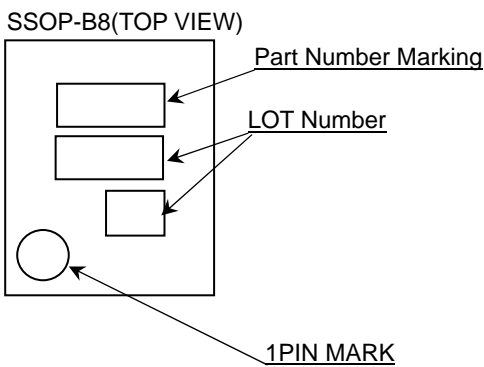 SSOP-B8(TOP VIEW)
Part Number Marking
LOT Number
1PIN MARK